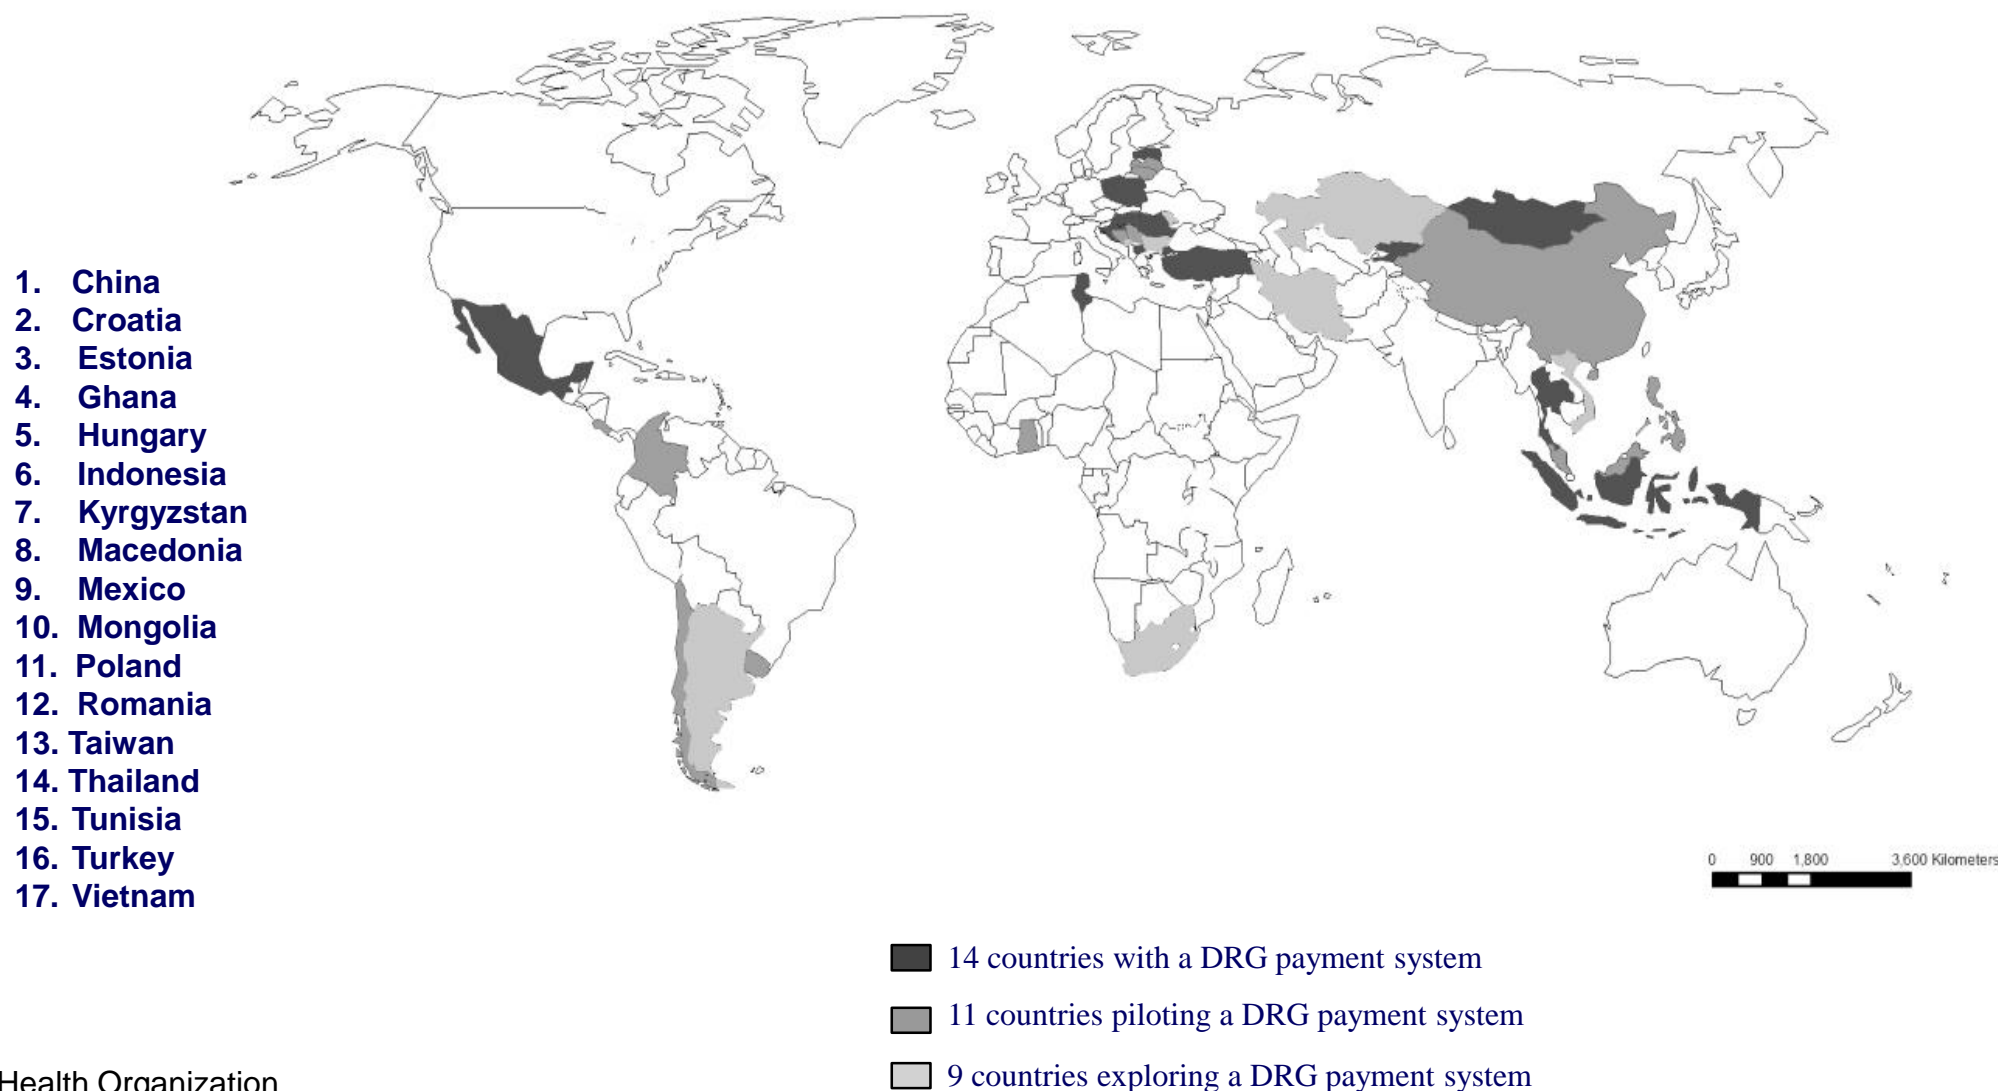 1. China
2. Croatia
3. Estonia
4. Ghana
5. Hungary
6. Indonesia
7. Kyrgyzstan
8. Macedonia
9. Mexico
10. Mongolia
11. Poland
12. Romania
13. Taiwan
14. Thailand
15. Tunisia
16. Turkey
17. Vietnam
0 900 1,800 3,600 Kilometers
14 countries with a DRG payment system
11 countries piloting a DRG payment system
9 countries exploring a DRG payment system
Health Organization